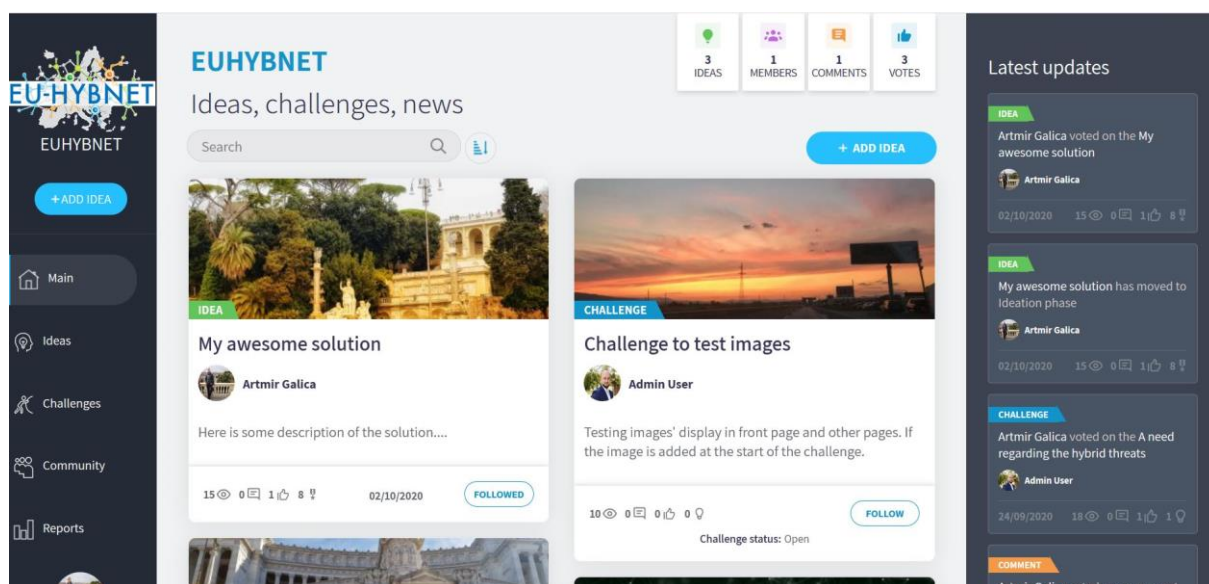 EU-HYBNET
EUHYBNET
+ADD IDEA
Main
Ideas
Challenges
Community
Reports
EUHYBNET
Ideas, challenges, news
3
IDEAS
1
MEMBERS
1
COMMENTS
3
VOTES
Search
+ ADD IDEA
IDEA
My awesome solution
Artmir Galica
Here is some description of the solution....
15 0 1 8 02/10/2020 FOLLOWED
CHALLENGE
Challenge to test images
Admin User
Testing images' display in front page and other pages. If
the image is added at the start of the challenge.
10 0 0 0 FOLLOW
Challenge status: Open
Latest updates
IDEA
Artmir Galica voted on the My
awesome solution
Artmir Galica
02/10/2020 15 0 1 8
IDEA
My awesome solution has moved to
Ideation phase
Artmir Galica
02/10/2020 15 0 1 8
CHALLENGE
Artmir Galica voted on the A need
regarding the hybrid threats
Admin User
24/09/2020 18 0 1 1
COMMENT